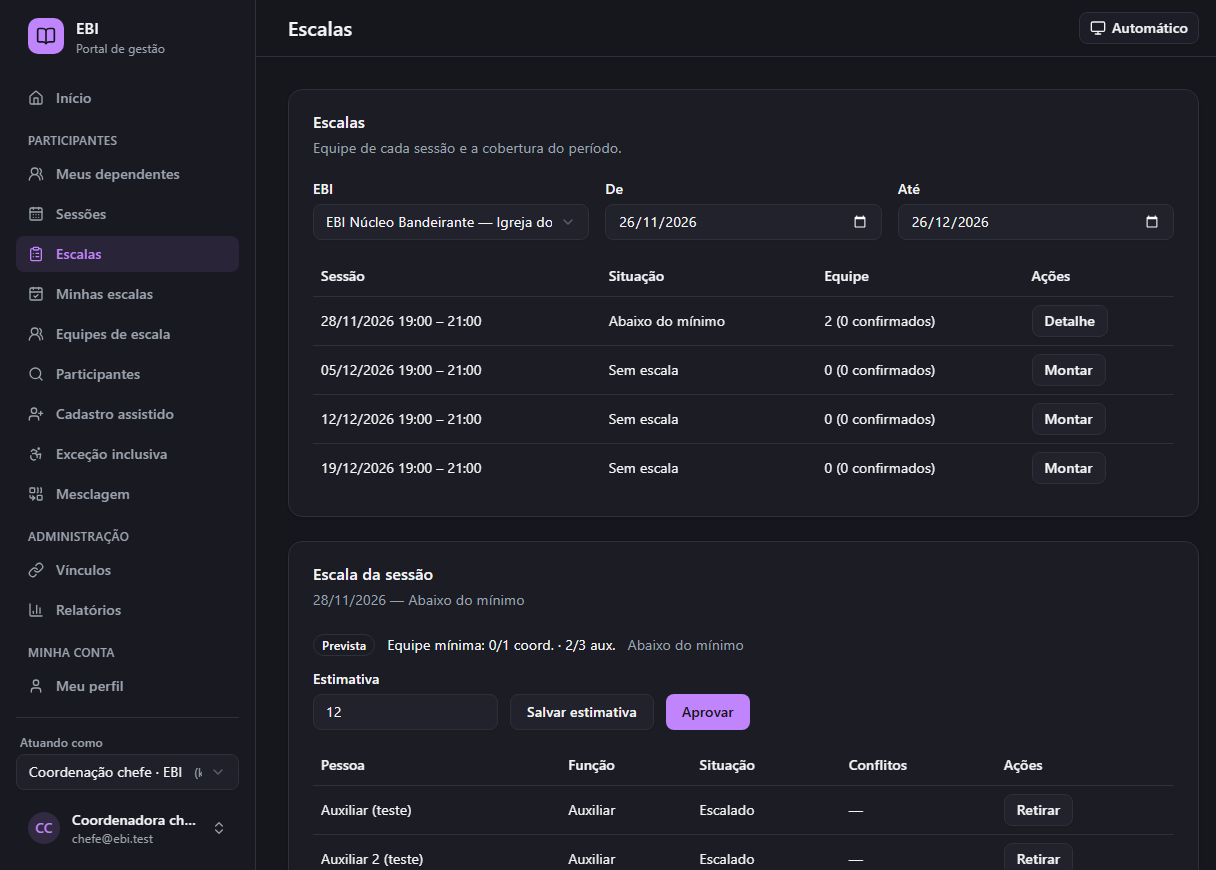 EBI
Portal de gestão
Início
PARTICIPANTES
Meus dependentes
Sessões
Escalas
Minhas escalas
Equipes de escala
Participantes
Cadastro assistido
Exceção inclusiva
Mesclagem
ADMINISTRAÇÃO
Vínculos
Relatórios
MINHA CONTA
Meu perfil
Atuando como
Coordenação chefe · EBI
CC
Coordenadora ch...
chefe@ebi.test
Escalas
Automático
Escalas
Equipe de cada sessão e a cobertura do período.
EBI De Até
EBI Núcleo Bandeirante — Igreja do 26/11/2026 26/12/2026
Sessão Situação Equipe Ações
28/11/2026 19:00 – 21:00 Abaixo do mínimo 2 (0 confirmados) Detalhe
05/12/2026 19:00 – 21:00 Sem escala 0 (0 confirmados) Montar
12/12/2026 19:00 – 21:00 Sem escala 0 (0 confirmados) Montar
19/12/2026 19:00 – 21:00 Sem escala 0 (0 confirmados) Montar
Escala da sessão
28/11/2026 — Abaixo do mínimo
Prevista Equipe mínima: 0/1 coord. · 2/3 aux. Abaixo do mínimo
Estimativa
12 Salvar estimativa Aprovar
Pessoa Função Situação Conflitos Ações
Auxiliar (teste) Auxiliar Escalado — Retirar
Auxiliar 2 (teste) Auxiliar Escalado — Retirar